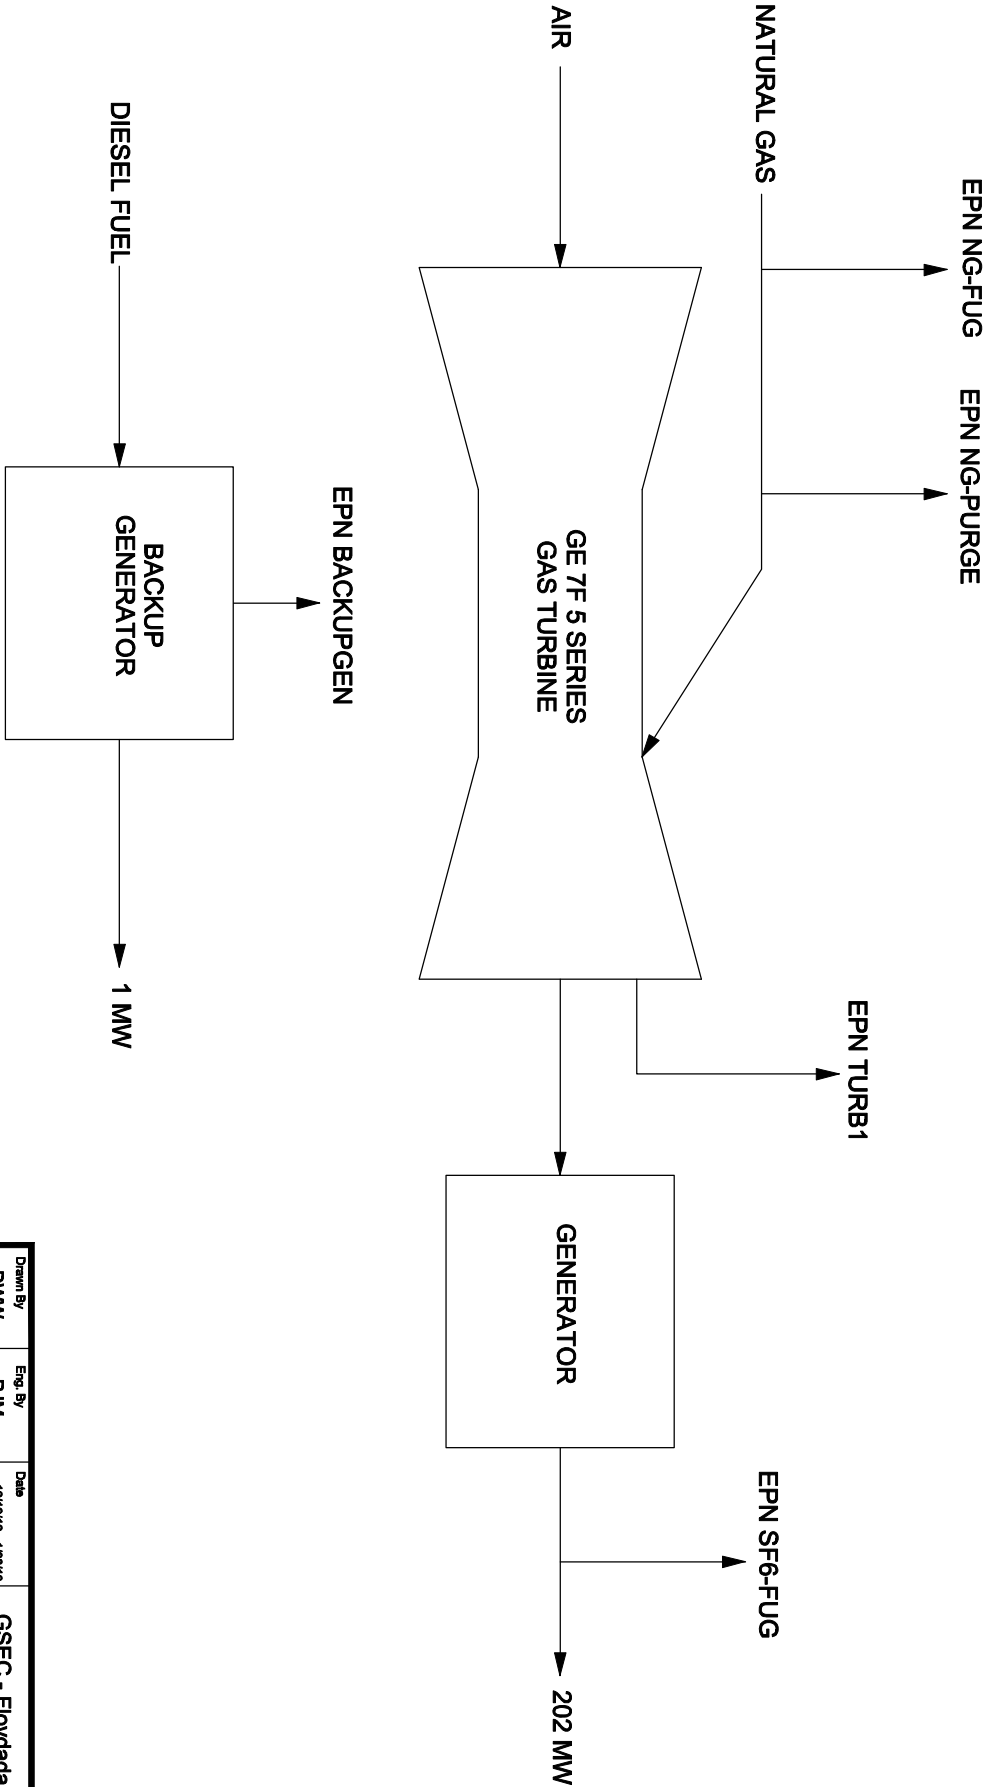 EPN NG-FUG
EPN NG-PURGE
NATURAL GAS
EPN TURB1
EPN SF6-FUG
AIR
GE 7F 5 SERIES
GAS TURBINE
GENERATOR
202 MW
EPN BACKUPGEN
DIESEL FUEL
BACKUP
GENERATOR
1 MW
Drawn By
Eng. By
Date
GSEC - Floydada